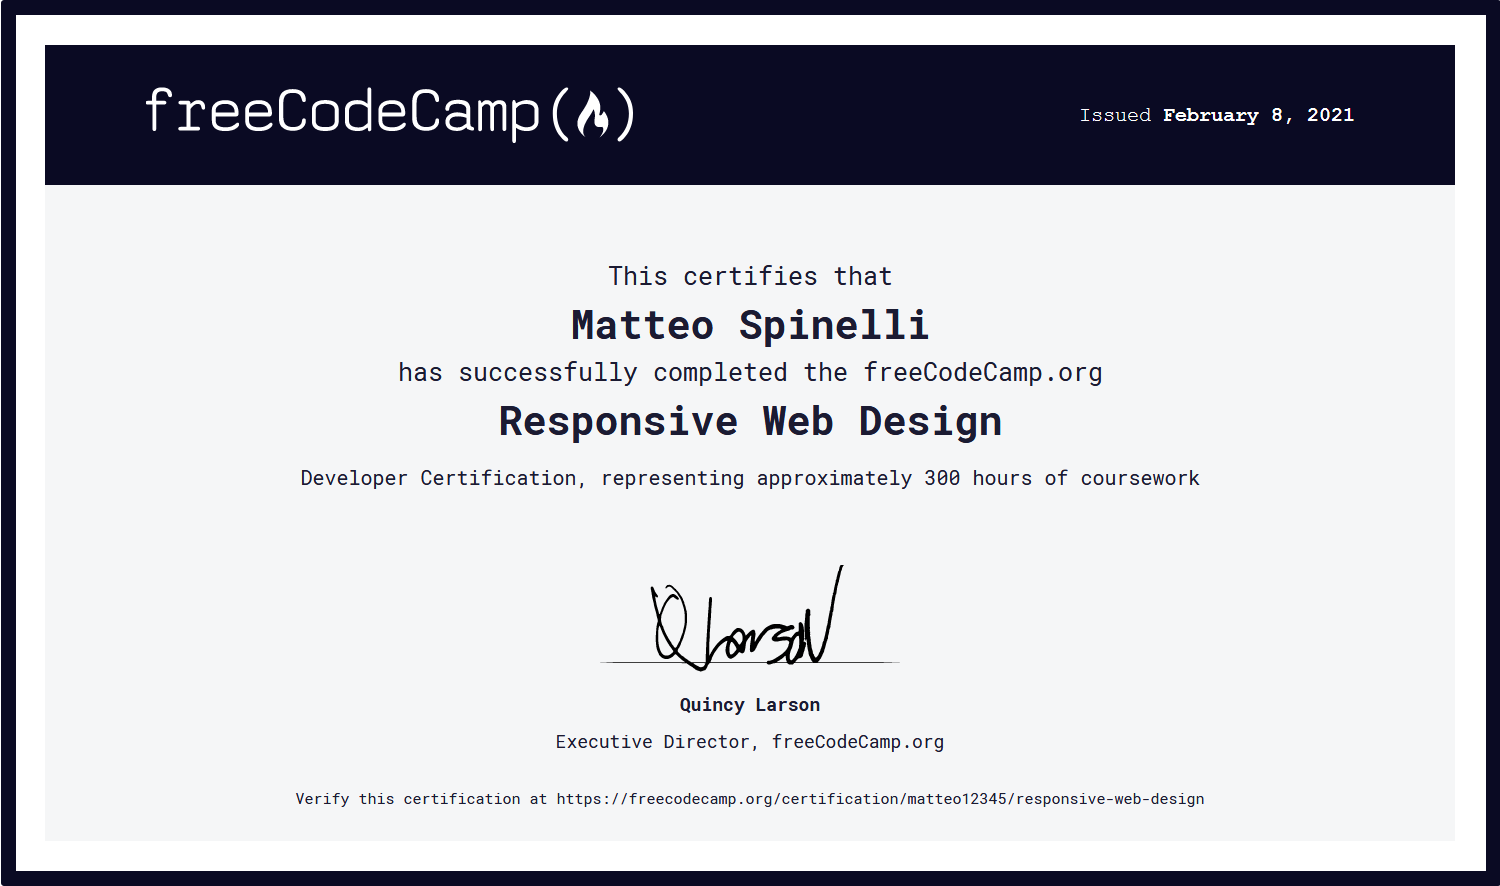 freeCodeCamp(🔥)
Issued February 8, 2021
This certifies that
Matteo Spinelli
has successfully completed the freeCodeCamp.org
Responsive Web Design
Developer Certification, representing approximately 300 hours of coursework
Q Larson
Quincy Larson
Executive Director, freeCodeCamp.org
Verify this certification at https://freecodecamp.org/certification/matteo12345/responsive-web-design